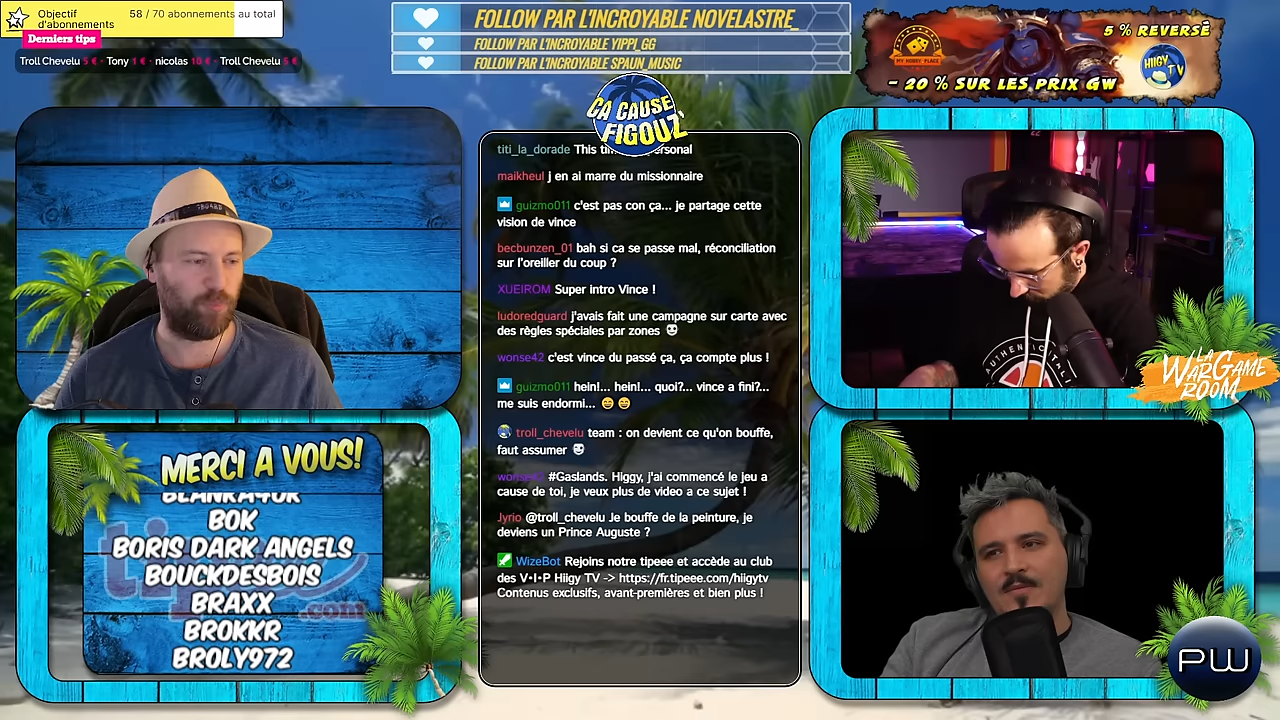 Objectif
d'abonnements
58 / 70 abonnements au total
Derniers tips
Troll Chevelu 5 € · Tony 1 € · nicolas 10 € · Troll Chevelu 5 €
FOLLOW PAR L'INCROYABLE NOVELASTRE_
FOLLOW PAR L'INCROYABLE YIPPI_GG
FOLLOW PAR L'INCROYABLE SPAUN_MUSIC
5 % REVERSÉ
MY HOBBY PLACE
HIIGY TV
- 20 % SUR LES PRIX GW
ÇA CAUSE
FIGOUZ'
titi_la_dorade This
maikheul j en ai marre du missionnaire
guizmo011 c'est pas con ça... je partage cette
vision de vince
becbunzen_01 bah si ca se passe mal, réconciliation
sur l'oreiller du coup ?
XUEIROM Super intro Vince !
ludoredguard j'avais fait une campagne sur carte avec
des règles spéciales par zones
wonse42 c'est vince du passé ça, ça compte plus !
guizmo011 hein!... hein!... quoi?... vince a fini?...
me suis endormi...
troll_chevelu team : on devient ce qu'on bouffe,
faut assumer
wonse42 #Gaslands. Higgy, j'ai commencé le jeu a
cause de toi, je veux plus de video a ce sujet !
Jyrio @troll_chevelu Je bouffe de la peinture, je
deviens un Prince Auguste ?
WizeBot Rejoins notre tipeee et accède au club
des V•I•P Hiigy TV -> https://fr.tipeee.com/hiigytv
Contenus exclusifs, avant-premières et bien plus !
LA
WARGAME
ROOM
MERCI A VOUS!
BLANKA40K
BOK
BORIS DARK ANGELS
BOUCKDESBOIS
BRAXX
BROKKR
BROLY972
.com
PW